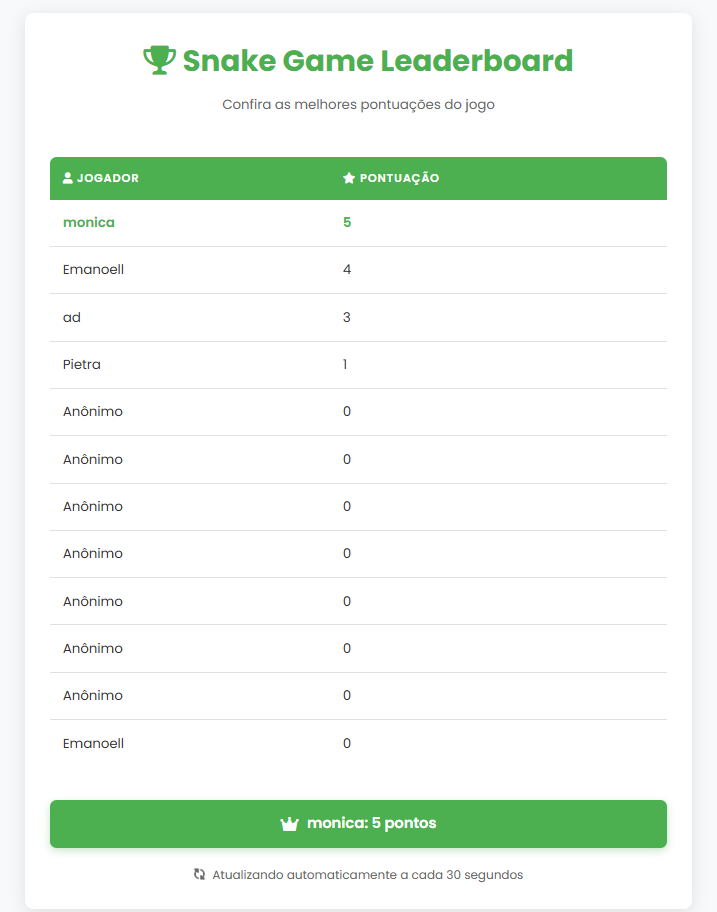 Snake Game Leaderboard
Confira as melhores pontuações do jogo
JOGADOR PONTUAÇÃO
monica 5
Emanoell 4
ad 3
Pietra 1
Anônimo 0
Anônimo 0
Anônimo 0
Anônimo 0
Anônimo 0
Anônimo 0
Anônimo 0
Emanoell 0
monica: 5 pontos
Atualizando automaticamente a cada 30 segundos